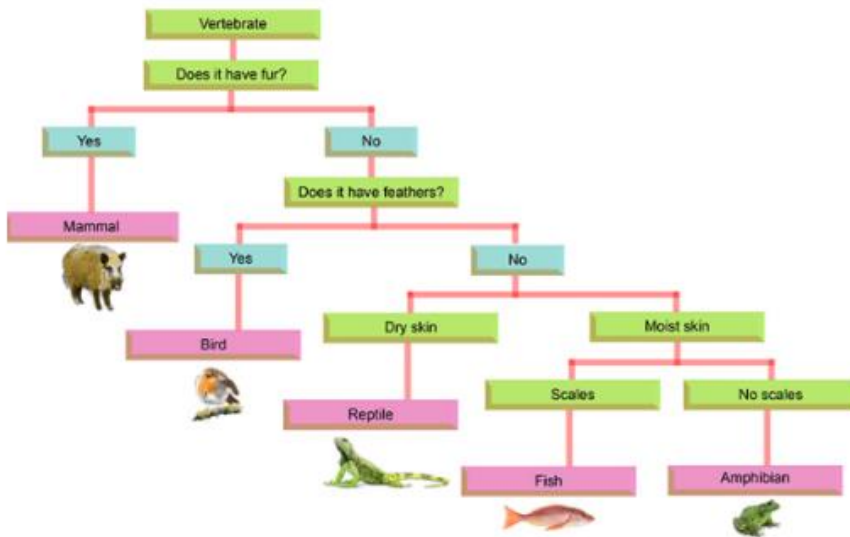 Vertebrate
Does it have fur?
Yes
No
Does it have feathers?
Mammal
Yes
No
Dry skin
Moist skin
Bird
Scales
No scales
Reptile
Fish
Amphibian